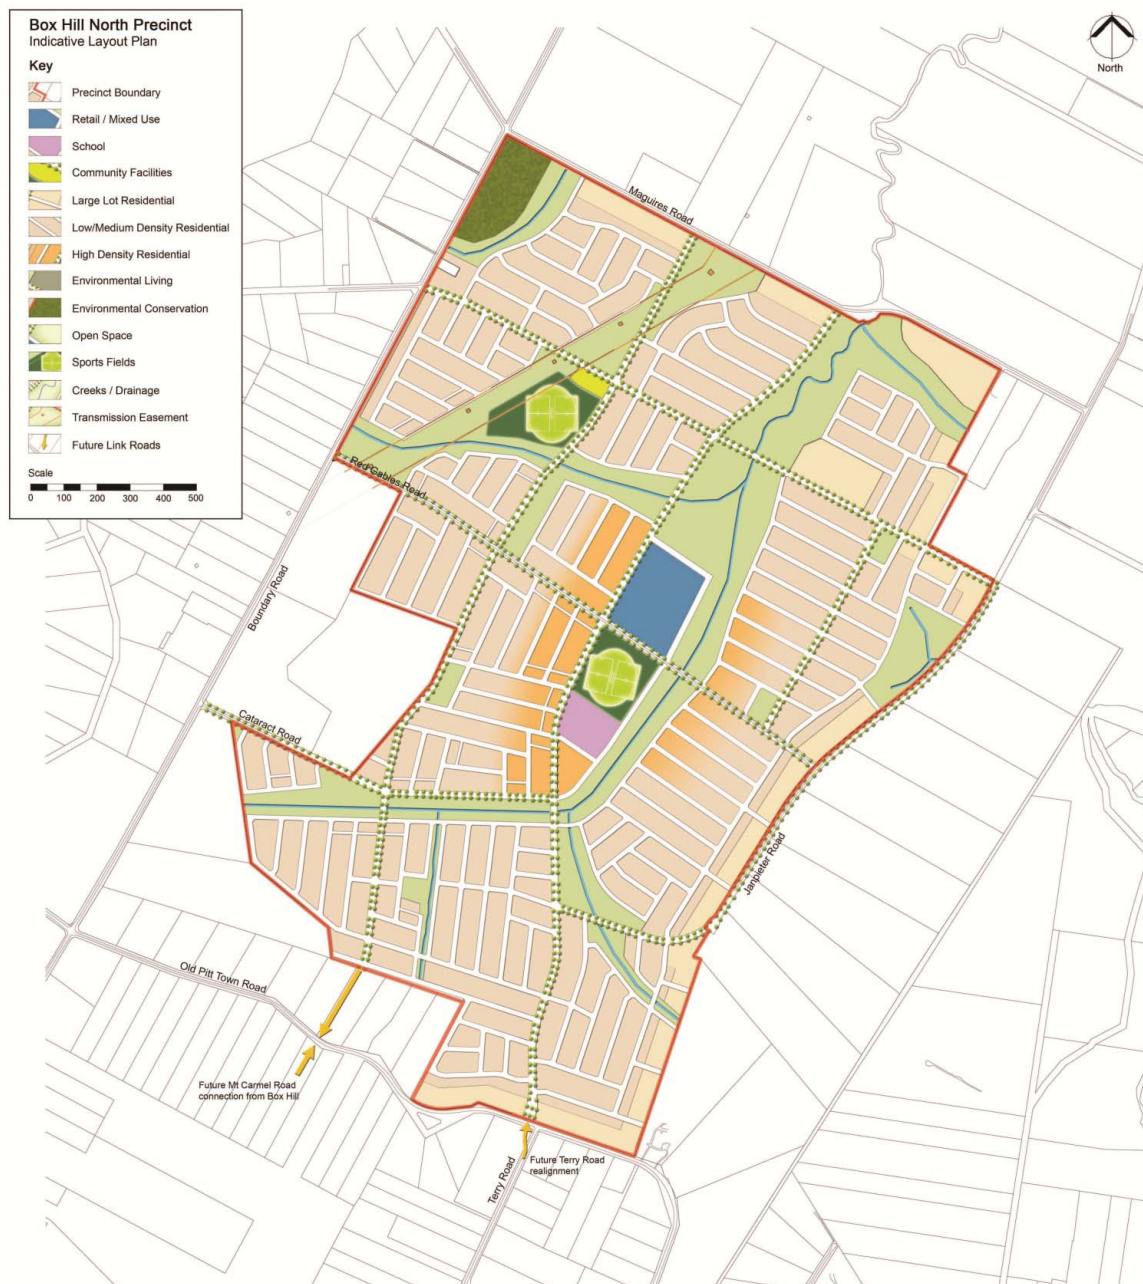 Box Hill North Precinct
Indicative Layout Plan
Key
Precinct Boundary
Retail / Mixed Use
School
Community Facilities
Large Lot Residential
Low/Medium Density Residential
High Density Residential
Environmental Living
Environmental Conservation
Open Space
Sports Fields
Creeks / Drainage
Transmission Easement
Future Link Roads
Scale
0 100 200 300 400 500
North
Maguires Road
Red Gables Road
Boundary Road
Cataract Road
Janpieter Road
Old Pitt Town Road
Future Mt Carmel Road
connection from Box Hill
Future Terry Road
realignment
Terry Road